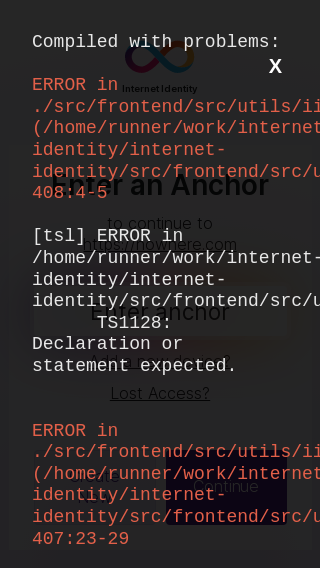 Compiled with problems:
X
ERROR in
./src/frontend/src/utils/ii
(/home/runner/work/internet
identity/internet-
identity/src/frontend/src/u
408:4-5
[tsl] ERROR in
/home/runner/work/internet-
identity/internet-
identity/src/frontend/src/u
TS1128:
Declaration or
statement expected.
ERROR in
./src/frontend/src/utils/ii
(/home/runner/work/internet
identity/internet-
identity/src/frontend/src/u
407:23-29
Internet Identity
Enter an Anchor
to continue to
https://nowhere.com
Enter anchor
Add a new device?
Lost Access?
Continue